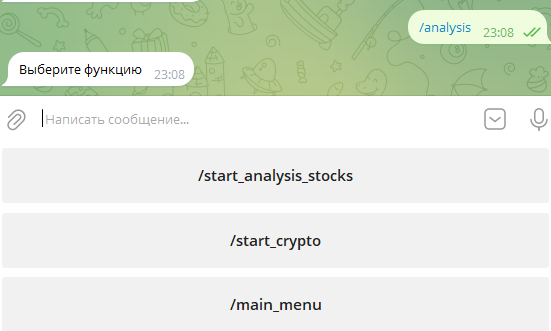 /analysis 23:08
Выберите функцию 23:08
Написать сообщение...
/start_analysis_stocks
/start_crypto
/main_menu